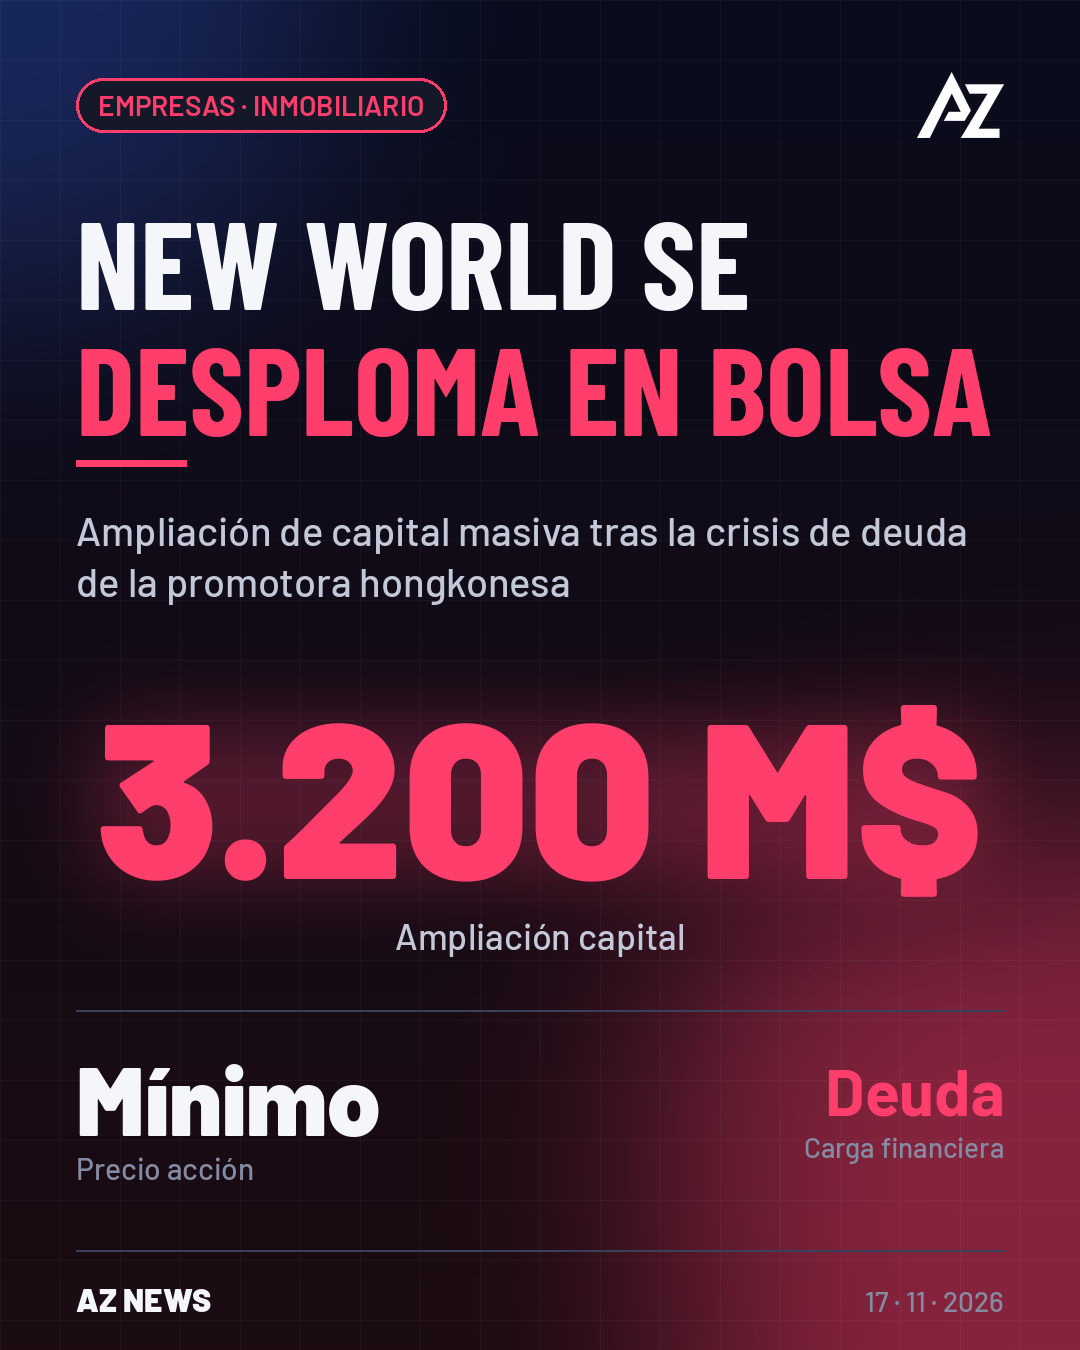 EMPRESAS · INMOBILIARIO
AZ
NEW WORLD SE
DESPLOMA EN BOLSA
Ampliación de capital masiva tras la crisis de deuda
de la promotora hongkonesa
3.200 M$
Ampliación capital
Mínimo
Precio acción
Deuda
Carga financiera
AZ NEWS
17 · 11 · 2026